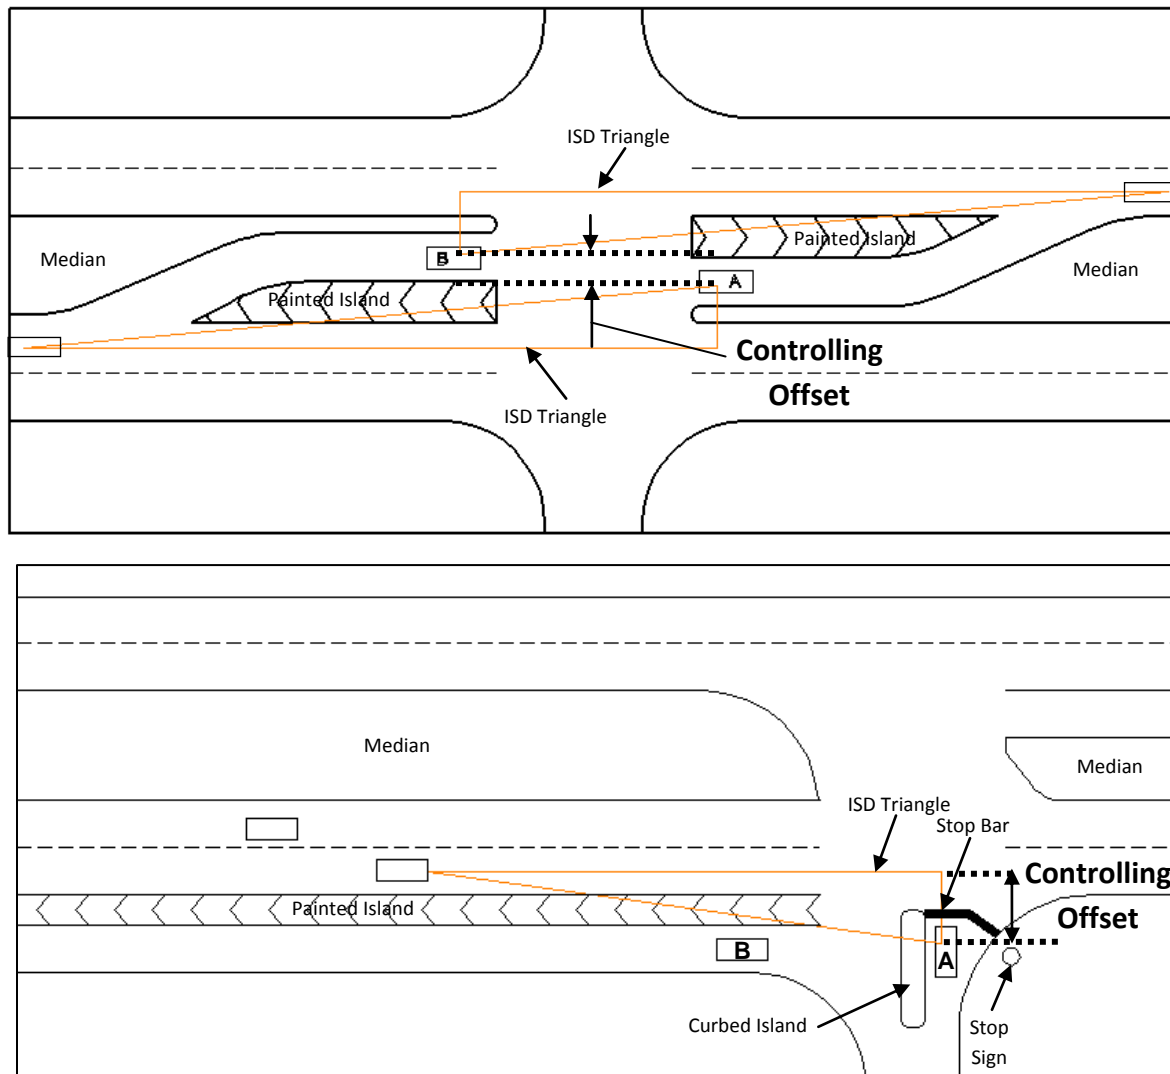 ISD Triangle
Painted Island
Median
B
A
Median
Painted Island
Controlling
Offset
ISD Triangle
Median
Median
ISD Triangle
Stop Bar
Controlling
Painted Island
Offset
B
A
Curbed Island
Stop
Sign